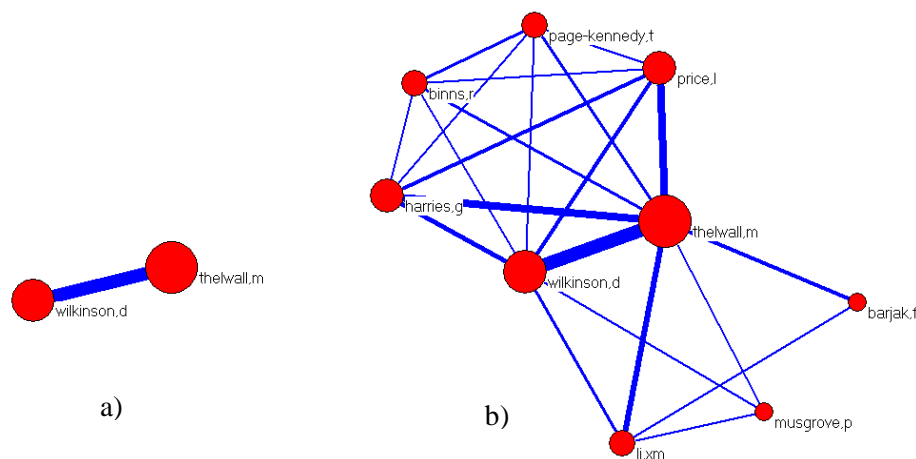 page-kennedy,t
price,l
binns,r
harries,g
thelwall,m
wilkinson,d
thelwall,m
wilkinson,d
barjak,f
musgrove,p
li,xm
a)
b)